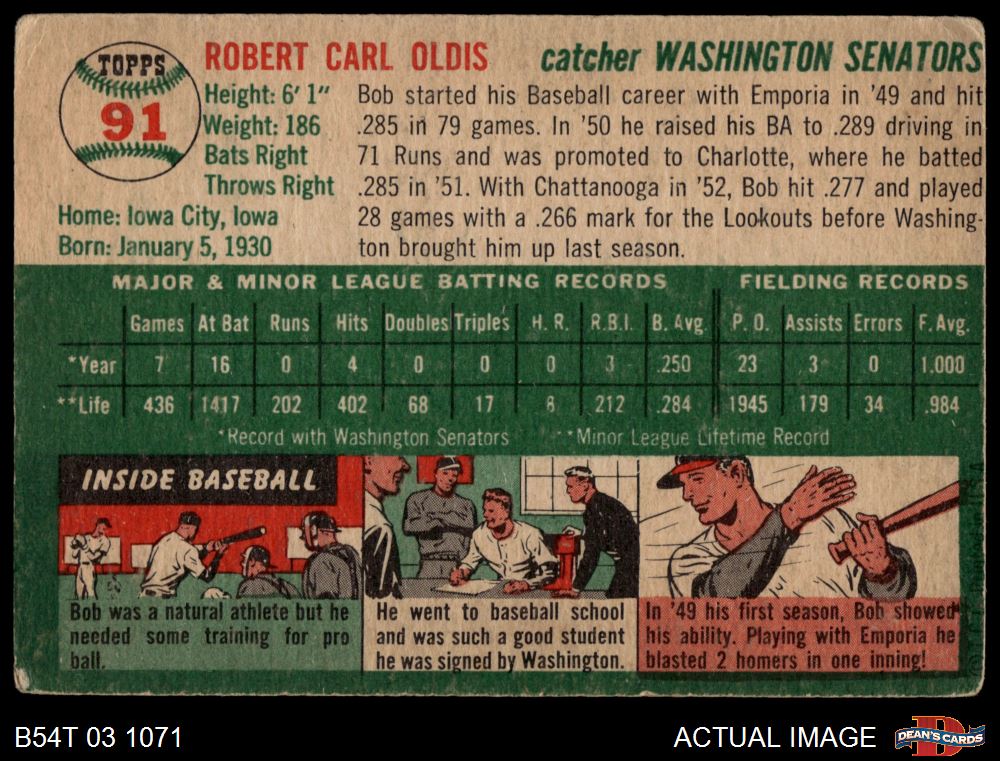 TOPPS
91
ROBERT CARL OLDIS catcher WASHINGTON SENATORS
Height: 6' 1"
Weight: 186
Bats Right
Throws Right
Home: Iowa City, Iowa
Born: January 5, 1930
Bob started his Baseball career with Emporia in '49 and hit
.285 in 79 games. In '50 he raised his BA to .289 driving in
71 Runs and was promoted to Charlotte, where he batted
.285 in '51. With Chattanooga in '52, Bob hit .277 and played
28 games with a .266 mark for the Lookouts before Washing-
ton brought him up last season.
MAJOR & MINOR LEAGUE BATTING RECORDS FIELDING RECORDS
Games At Bat Runs Hits Doubles Triples H. R. R.B.I. B. Avg. P. O. Assists Errors F. Avg.
*Year 7 16 0 4 0 0 0 3 .250 23 3 0 1.000
**Life 436 1417 202 402 68 17 6 212 .284 1945 179 34 .984
*Record with Washington Senators **Minor League Lifetime Record
INSIDE BASEBALL
Bob was a natural athlete but he
needed some training for pro
ball.
He went to baseball school
and was such a good student
he was signed by Washington.
In '49 his first season, Bob showed
his ability. Playing with Emporia he
blasted 2 homers in one inning!
B54T 03 1071
ACTUAL IMAGE
DEAN'S CARDS